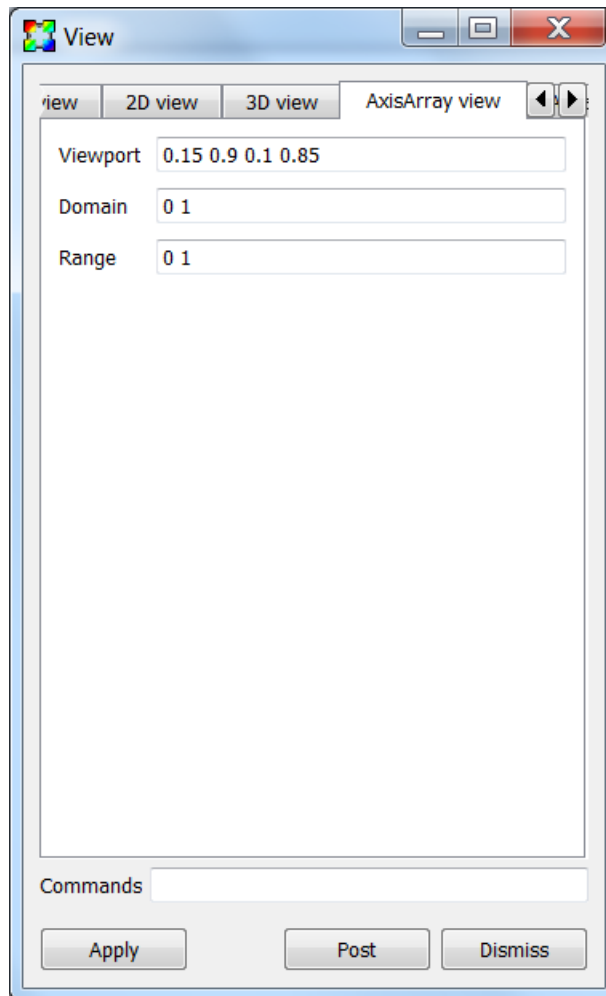 View
view 2D view 3D view AxisArray view
Viewport 0.15 0.9 0.1 0.85
Domain 0 1
Range 0 1
Commands
Apply Post Dismiss